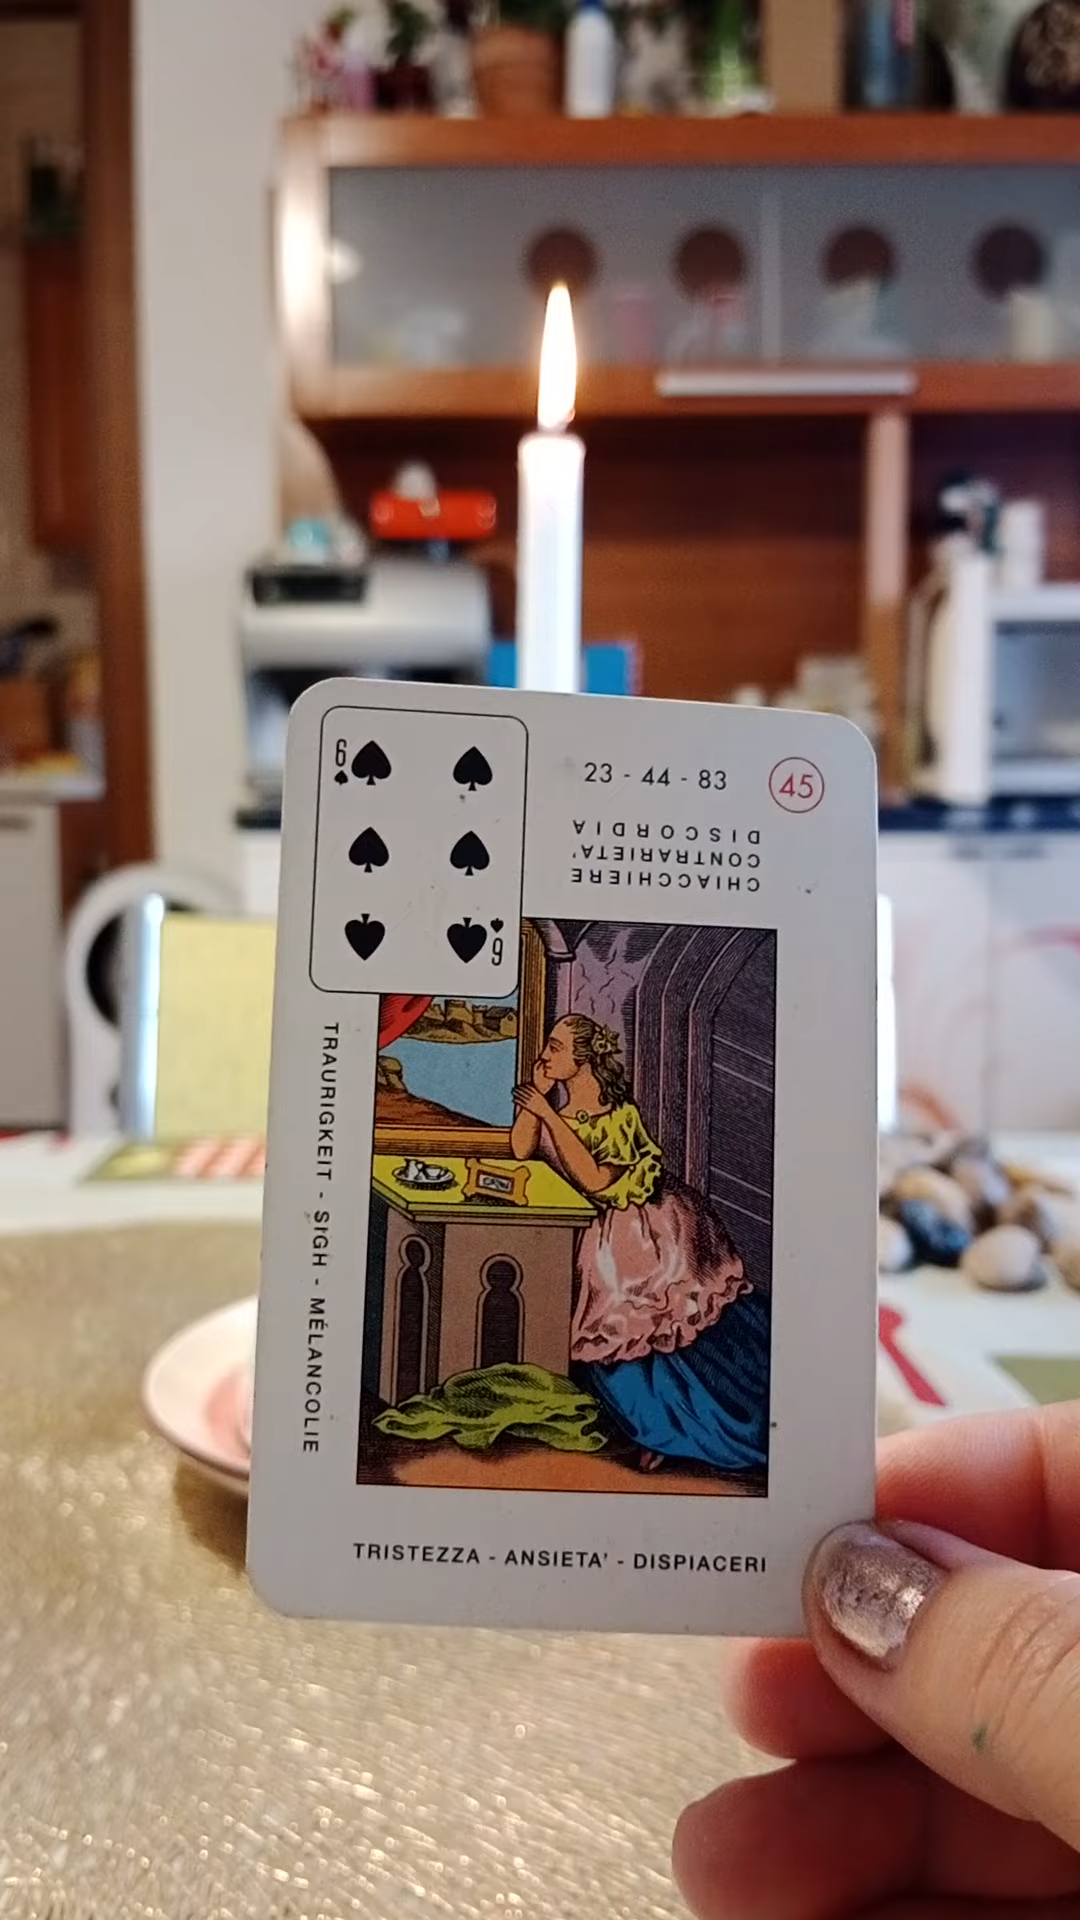 6
23 - 44 - 83
45
CHIACCHIERE
CONTRARIETA'
DISCORDIA
6
TRAURIGKEIT - SIGH - MÉLANCOLIE
TRISTEZZA - ANSIETA' - DISPIACERI